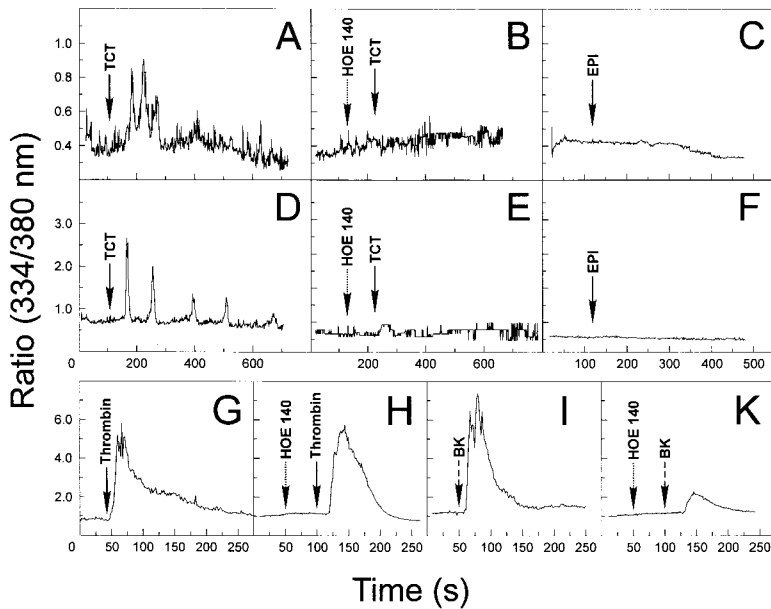 A
B
C
TCT
HOE 140
TCT
EPI
1.0
0.8
0.6
0.4
D
E
F
TCT
HOE 140
TCT
EPI
3.0
2.0
1.0
0 200 400 600
0 200 400 600
100 200 300 400 500
G
H
I
K
Thrombin
HOE 140
Thrombin
BK
HOE 140
BK
6.0
4.0
2.0
0 50 100 150 200 250
50 100 150 200 250
50 100 150 200 250
50 100 150 200 250
Ratio (334/380 nm)
Time (s)